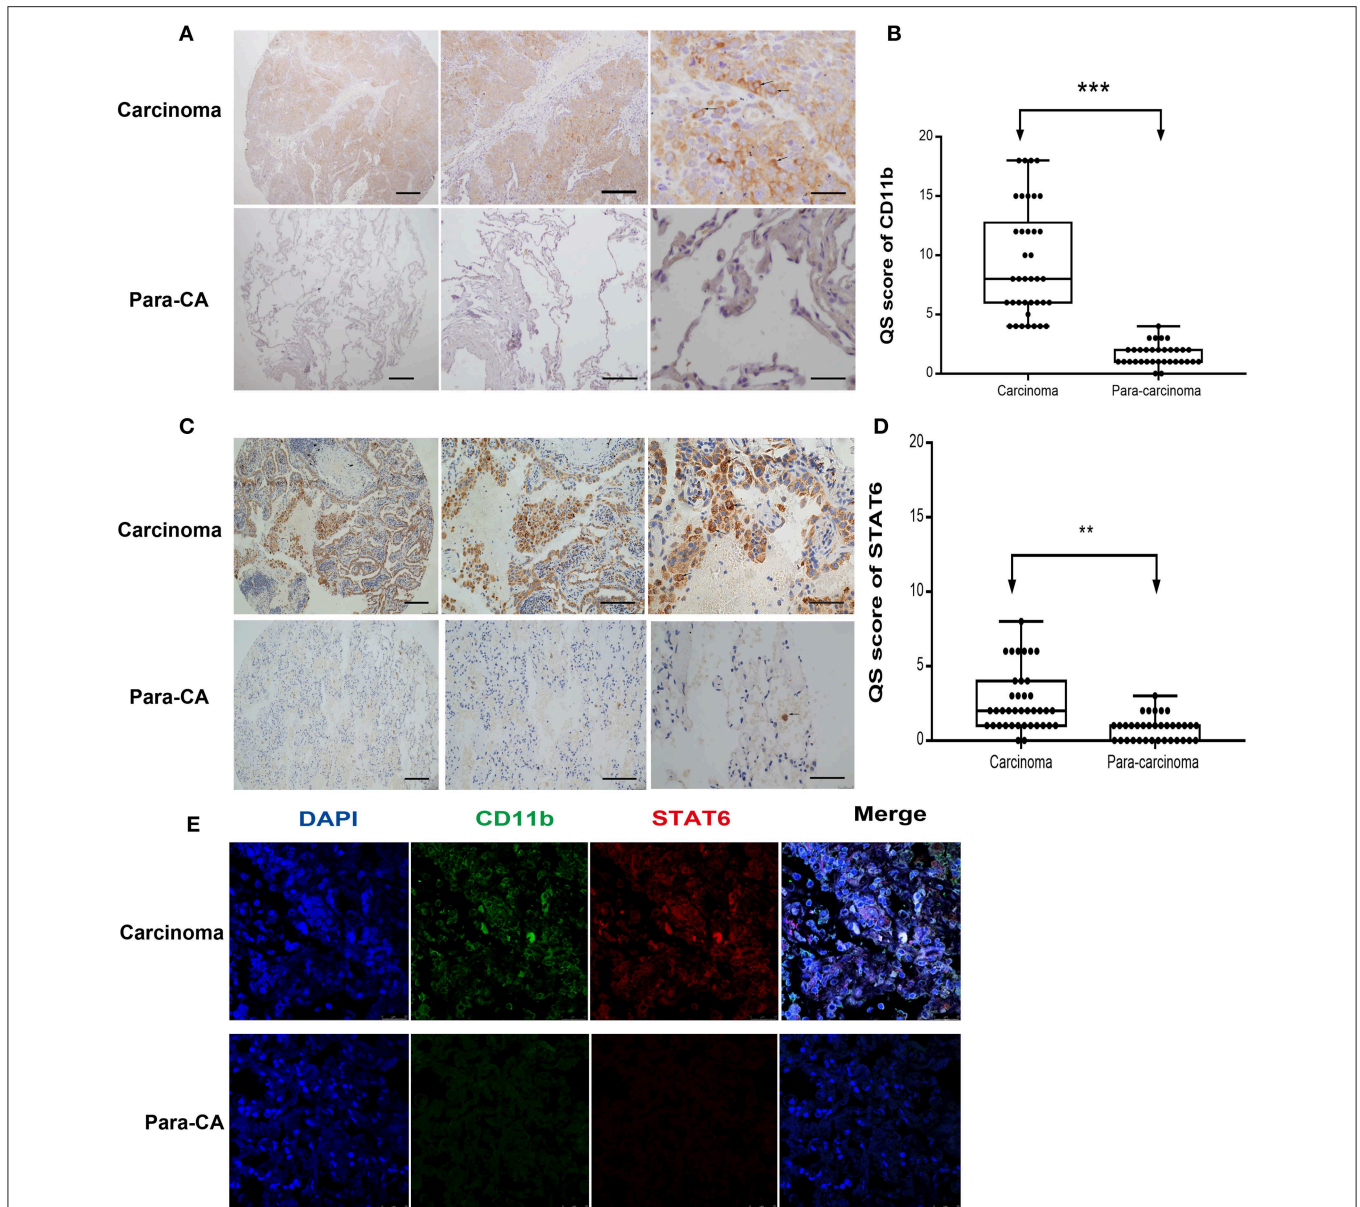 A
Carcinoma
Para-CA
B
***
QS score of CD11b
20
15
10
5
0
Carcinoma Para-carcinoma
C
Carcinoma
Para-CA
D
**
QS score of STAT6
20
15
10
5
0
Carcinoma Para-carcinoma
E
DAPI CD11b STAT6 Merge
Carcinoma
Para-CA